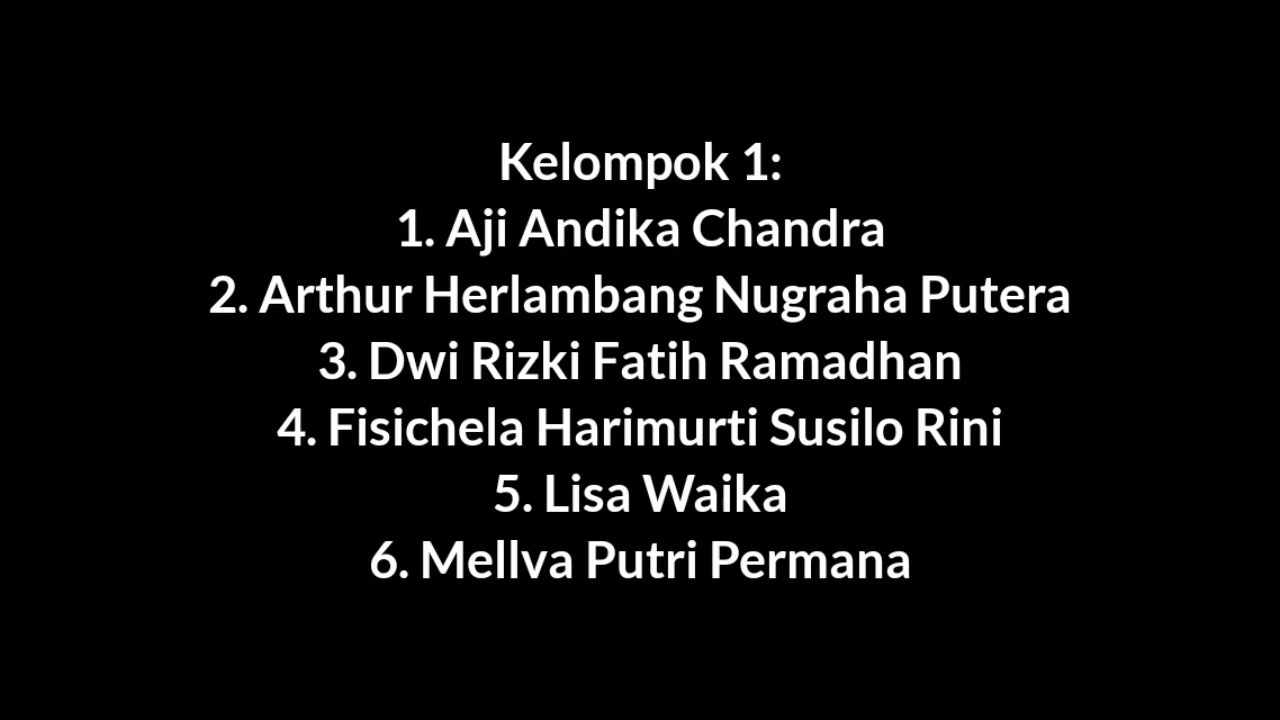 Kelompok 1:
1. Aji Andika Chandra
2. Arthur Herlambang Nugraha Putera
3. Dwi Rizki Fatih Ramadhan
4. Fisichela Harimurti Susilo Rini
5. Lisa Waika
6. Mellva Putri Permana